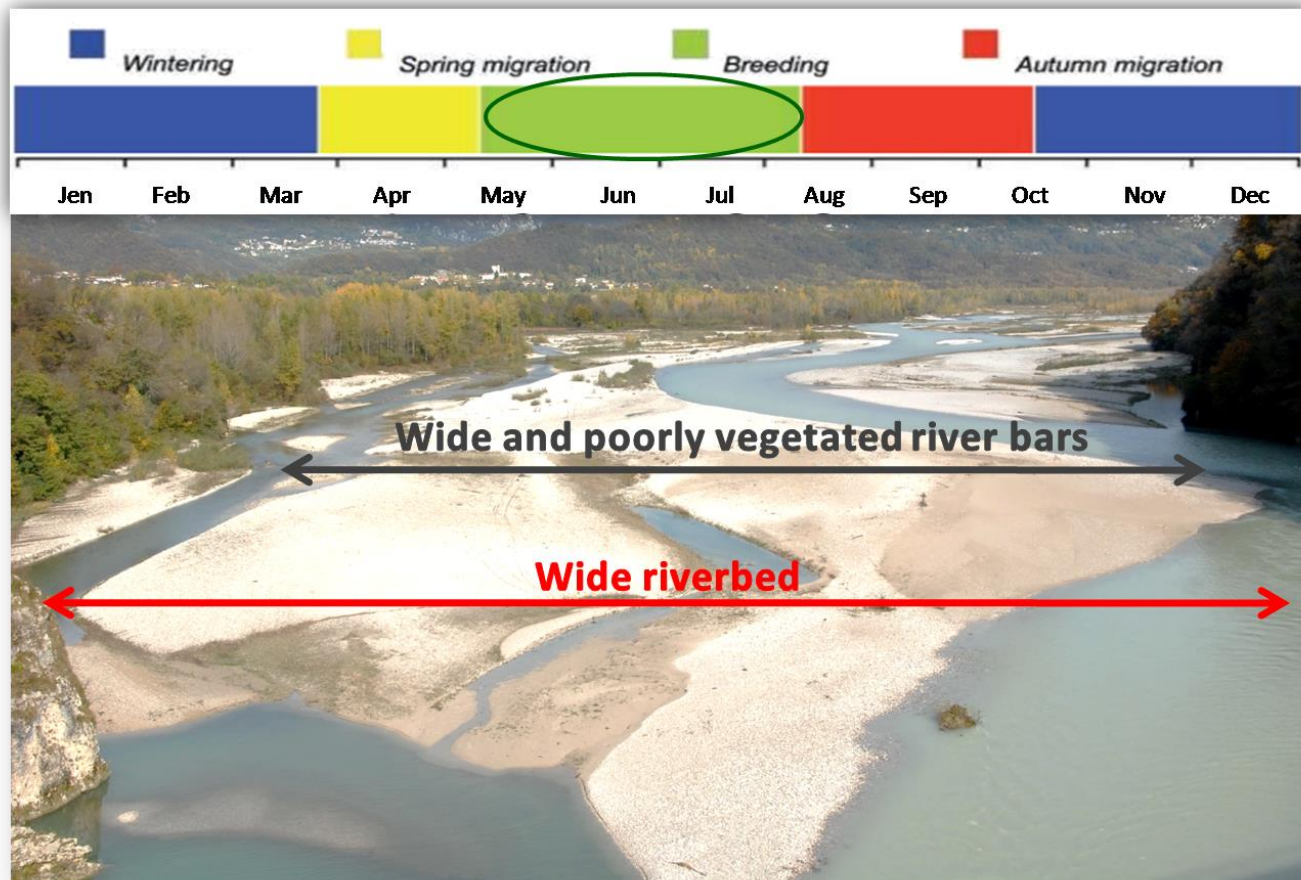 Wintering Spring migration Breeding Autumn migration
Jen Feb Mar Apr May Jun Jul Aug Sep Oct Nov Dec
Wide and poorly vegetated river bars
Wide riverbed